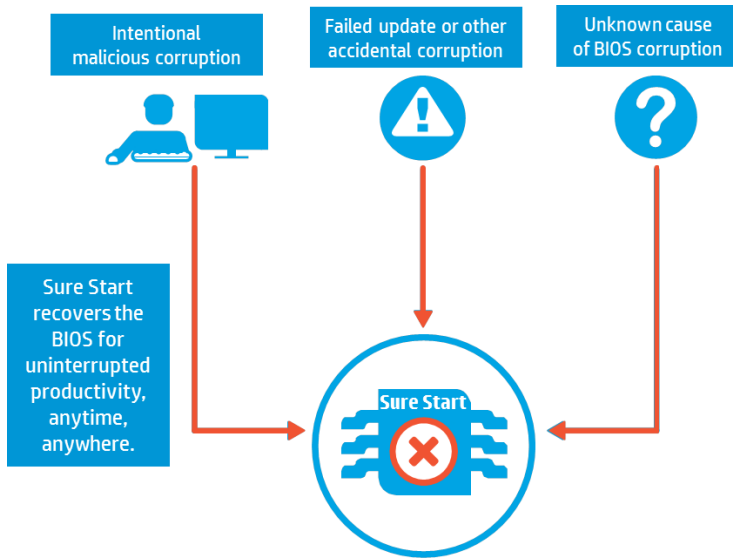 Intentional
malicious corruption
Failed update or other
accidental corruption
Unknown cause
of BIOS corruption
Sure Start
recovers the
BIOS for
uninterrupted
productivity,
anytime,
anywhere.
Sure Start